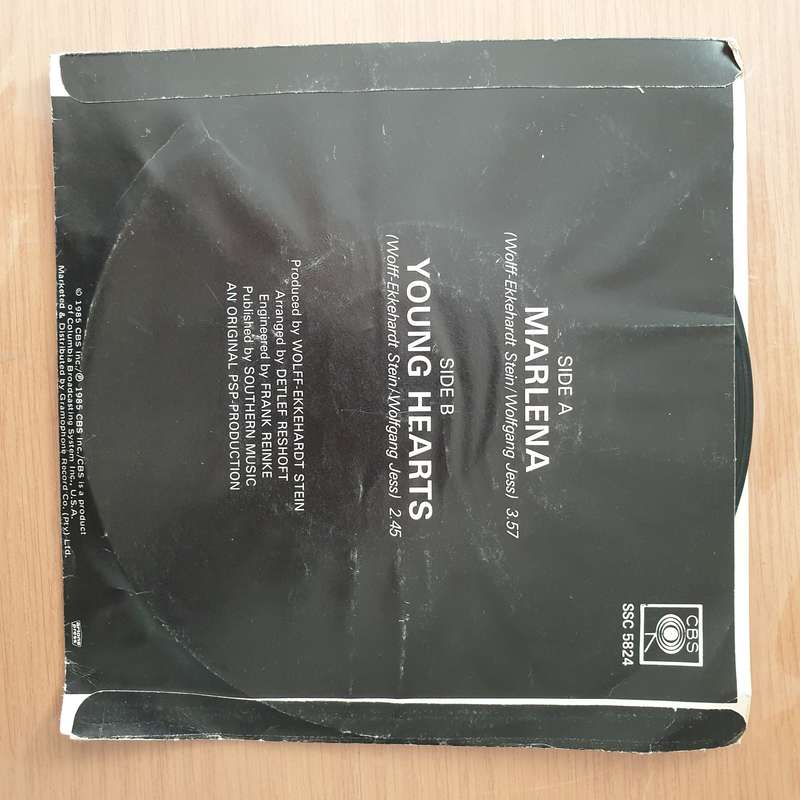 CBS
SSC 5824
SIDE A
MARLENA
(Wolff-Ekkehardt Stein/Wolfgang Jess) 3.57
SIDE B
YOUNG HEARTS
(Wolff-Ekkehardt Stein/Wolfgang Jess) 2.45
Produced by WOLFF-EKKEHARDT STEIN
Arranged by DETLEF RESHOFT
Engineered by FRANK REINKE
Published by SOUTHERN MUSIC
AN ORIGINAL PSP-PRODUCTION
© 1985 CBS Inc./℗ 1985 CBS Inc./CBS is a product
of Columbia Broadcasting System Inc., U.S.A.
Marketed & Distributed by Gramophone Record Co. (Pty) Ltd.